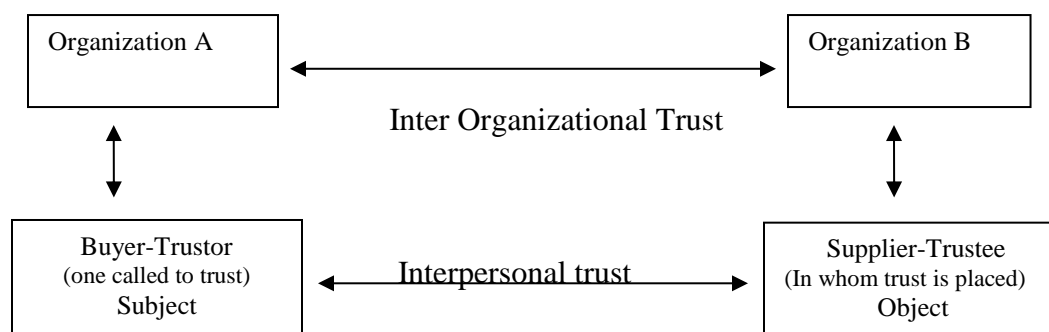 Organization A
Organization B
Inter Organizational Trust
Buyer-Trustor
(one called to trust)
Subject
Interpersonal trust
Supplier-Trustee
(In whom trust is placed)
Object